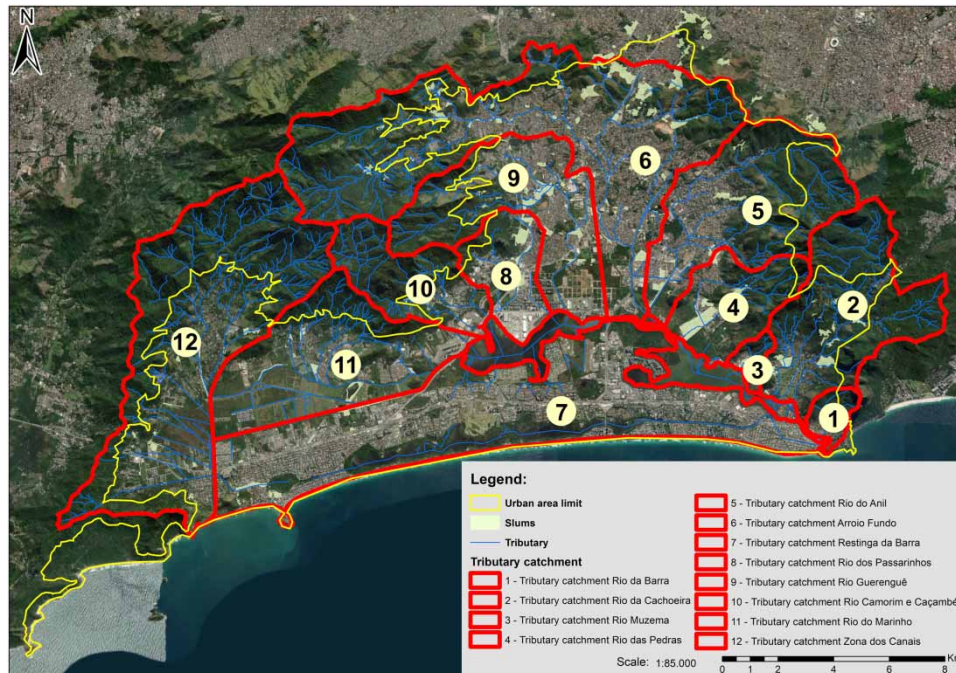 N
6
9
5
8
10
2
4
12
11
3
7
1
Legend:
Urban area limit
Slums
Tributary
Tributary catchment
1 - Tributary catchment Rio da Barra
2 - Tributary catchment Rio da Cachoeira
3 - Tributary catchment Rio Muzema
4 - Tributary catchment Rio das Pedras
5 - Tributary catchment Rio do Anil
6 - Tributary catchment Arroio Fundo
7 - Tributary catchment Restinga da Barra
8 - Tributary catchment Rio dos Passarinhos
9 - Tributary catchment Rio Guerenguê
10 - Tributary catchment Rio Camorim e Caçambé
11 - Tributary catchment Rio do Marinho
12 - Tributary catchment Zona dos Canais
Scale: 1:85.000
0 2 4 6 8